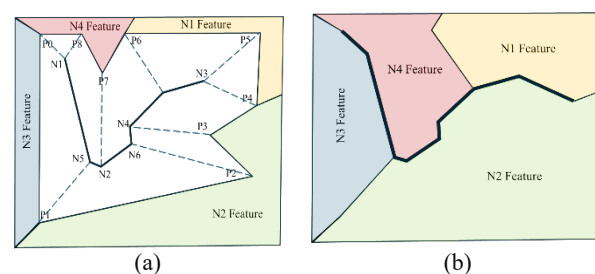 N4 Feature
N1 Feature
P0
P8
P6
P5
N1
P7
N3
N3 Feature
P4
N4
P3
N5
N2
N6
P2
P1
N2 Feature
(a)
N1 Feature
N4 Feature
N3 Feature
N2 Feature
(b)